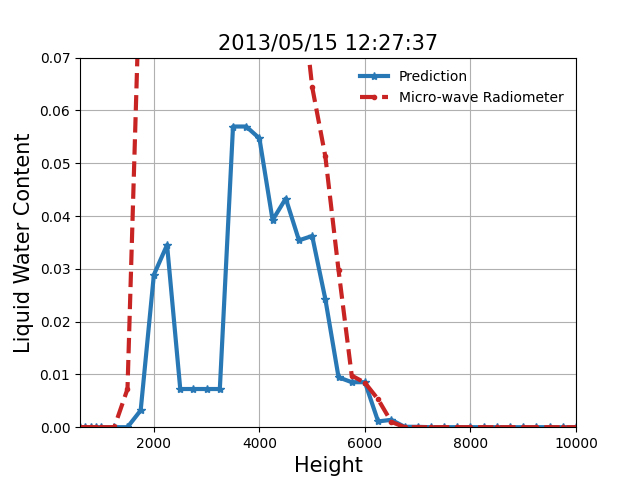 2013/05/15 12:27:37
Prediction
Micro-wave Radiometer
Liquid Water Content
0.07
0.06
0.05
0.04
0.03
0.02
0.01
0.00
2000 4000 6000 8000 10000
Height